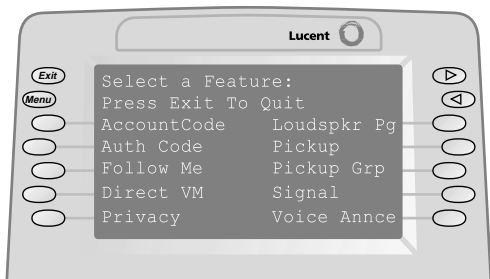 Lucent
Exit
Menu
Select a Feature:
Press Exit To Quit
AccountCode Loudspkr Pg
Auth Code Pickup
Follow Me Pickup Grp
Direct VM Signal
Privacy Voice Annce